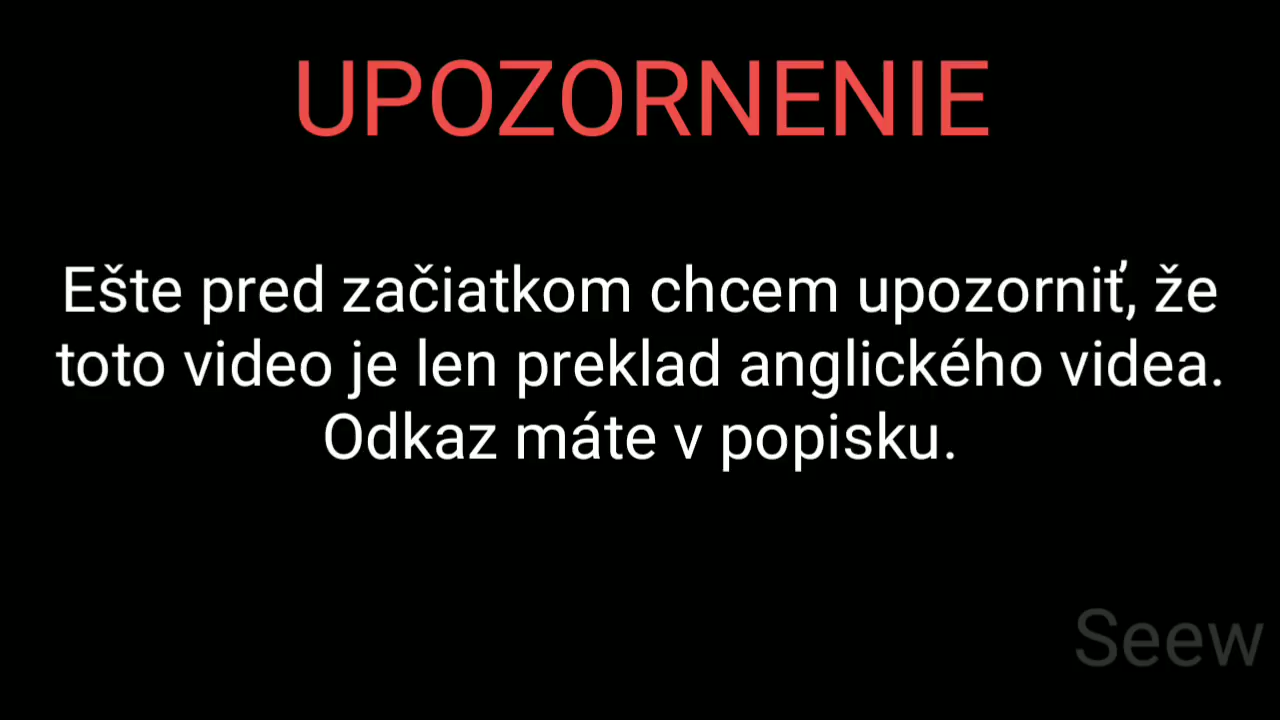 UPOZORNENIE
Ešte pred začiatkom chcem upozorniť, že
toto video je len preklad anglického videa.
Odkaz máte v popisku.
Seew